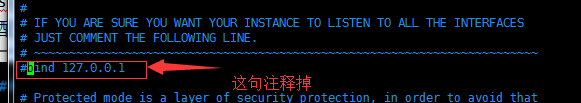 #
# IF YOU ARE SURE YOU WANT YOUR INSTANCE TO LISTEN TO ALL THE INTERFACES
# JUST COMMENT THE FOLLOWING LINE.
# ~~~~~~~~~~~~~~~~~~~~~~~~~~~~~~~~~~~~~~~~~~~~~~~~~~~~~~~~~~~~~~~~~~~~~~~~
#bind 127.0.0.1
这句注释掉
# Protected mode is a layer of security protection, in order to avoid that